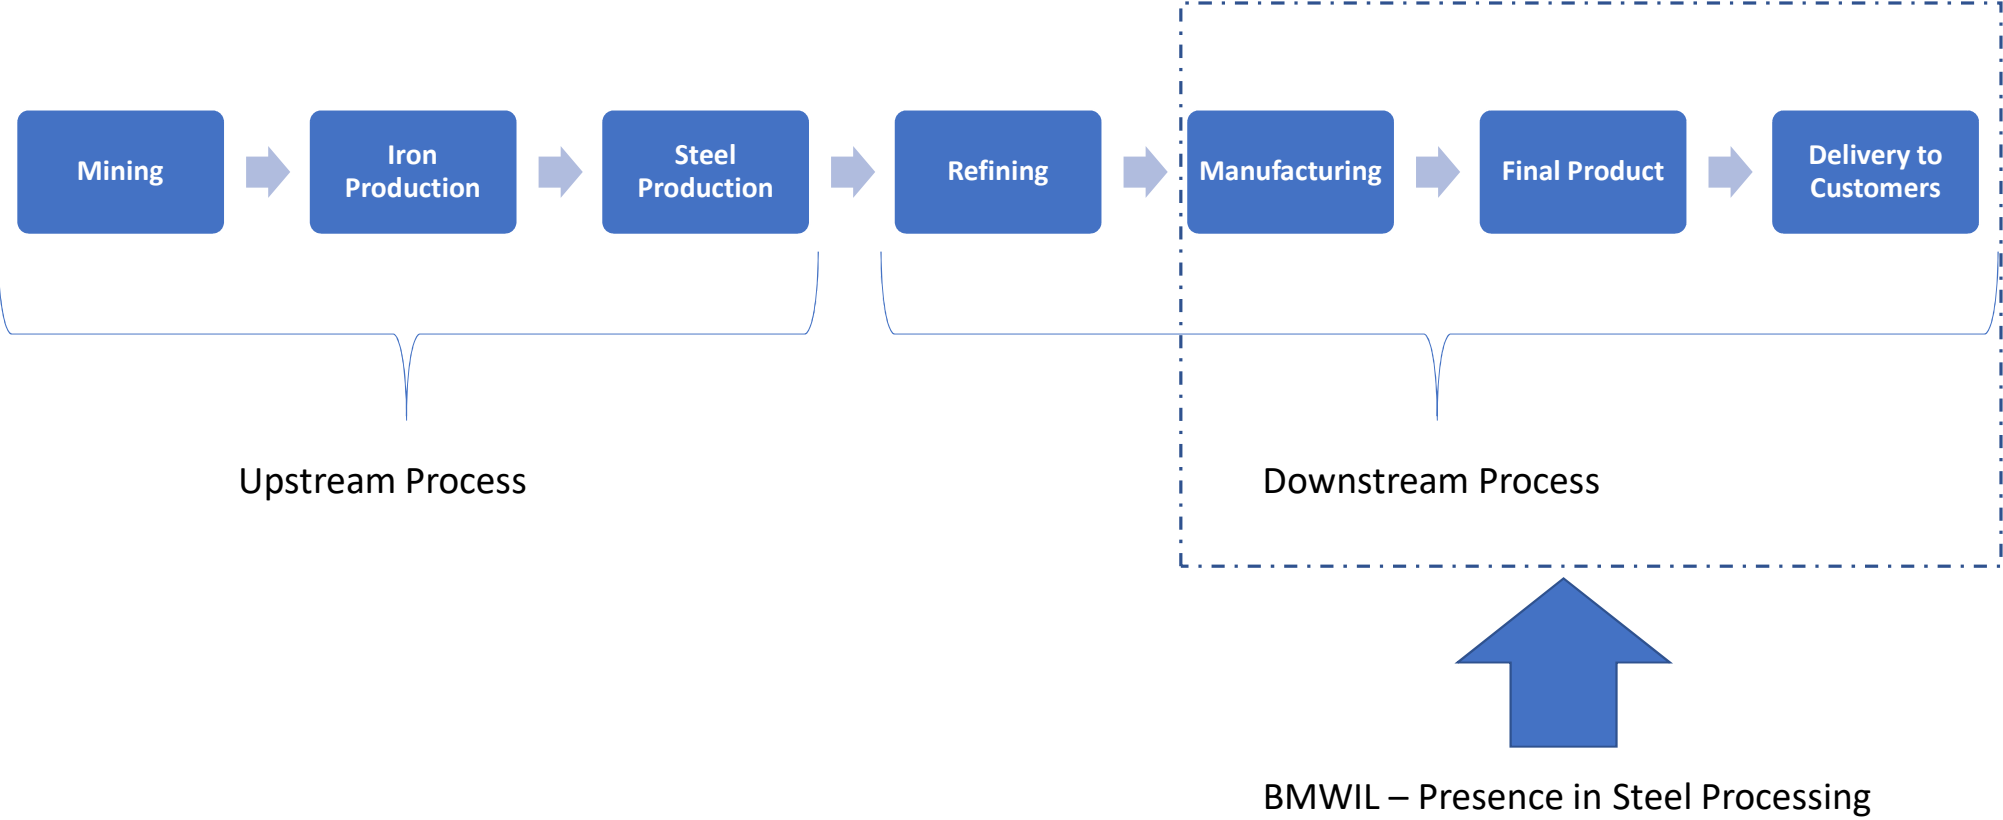 Mining
Iron
Production
Steel
Production
Refining
Manufacturing
Final Product
Delivery to
Customers
Upstream Process
Downstream Process
BMWIL – Presence in Steel Processing